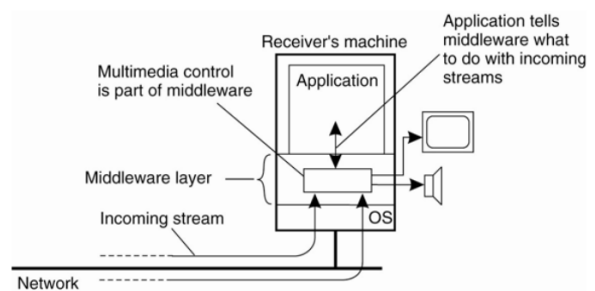 Application tells
middleware what
to do with incoming
streams
Receiver's machine
Multimedia control
is part of middleware
Application
Middleware layer
Incoming stream
OS
Network